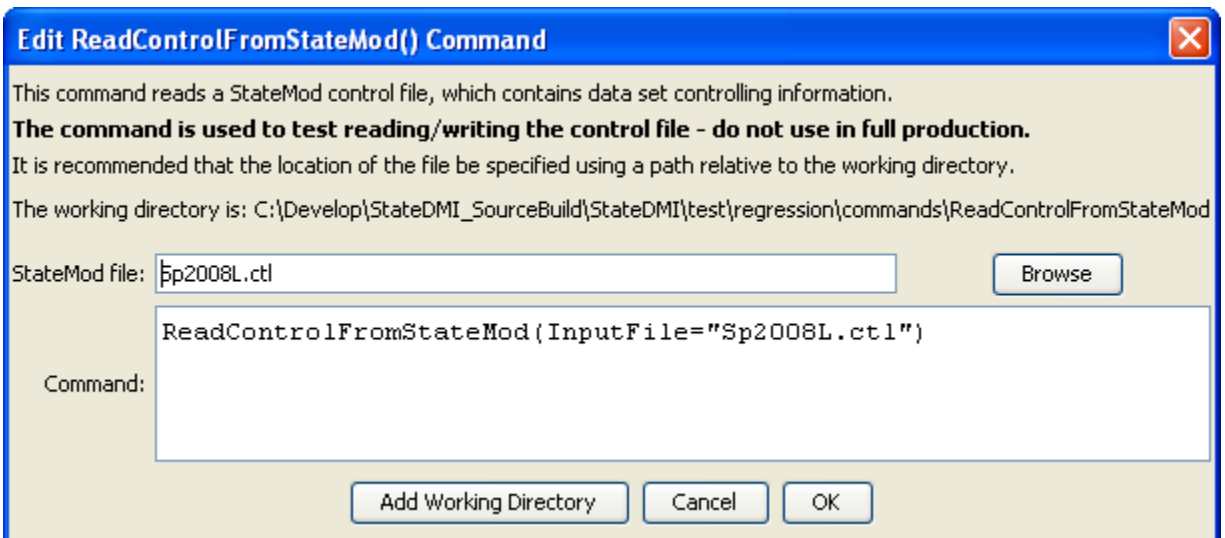 Edit ReadControlFromStateMod() Command
This command reads a StateMod control file, which contains data set controlling information.
The command is used to test reading/writing the control file - do not use in full production.
It is recommended that the location of the file be specified using a path relative to the working directory.
The working directory is: C:\Develop\StateDMI_SourceBuild\StateDMI\test\regression\commands\ReadControlFromStateMod
StateMod file: Sp2008L.ctl Browse
ReadControlFromStateMod(InputFile="Sp2008L.ctl")
Command:
Add Working Directory Cancel OK